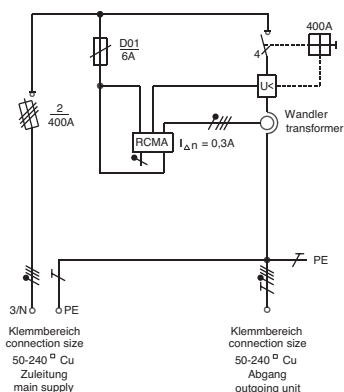 400A
D01
6A
4
U<
2
400A
Wandler
transformer
RCMA
I△n = 0,3A
PE
3/N
PE
Klemmbereich
connection size
50-240 □ Cu
Zuleitung
main supply
Klemmbereich
connection size
50-240 □ Cu
Abgang
outgoing unit